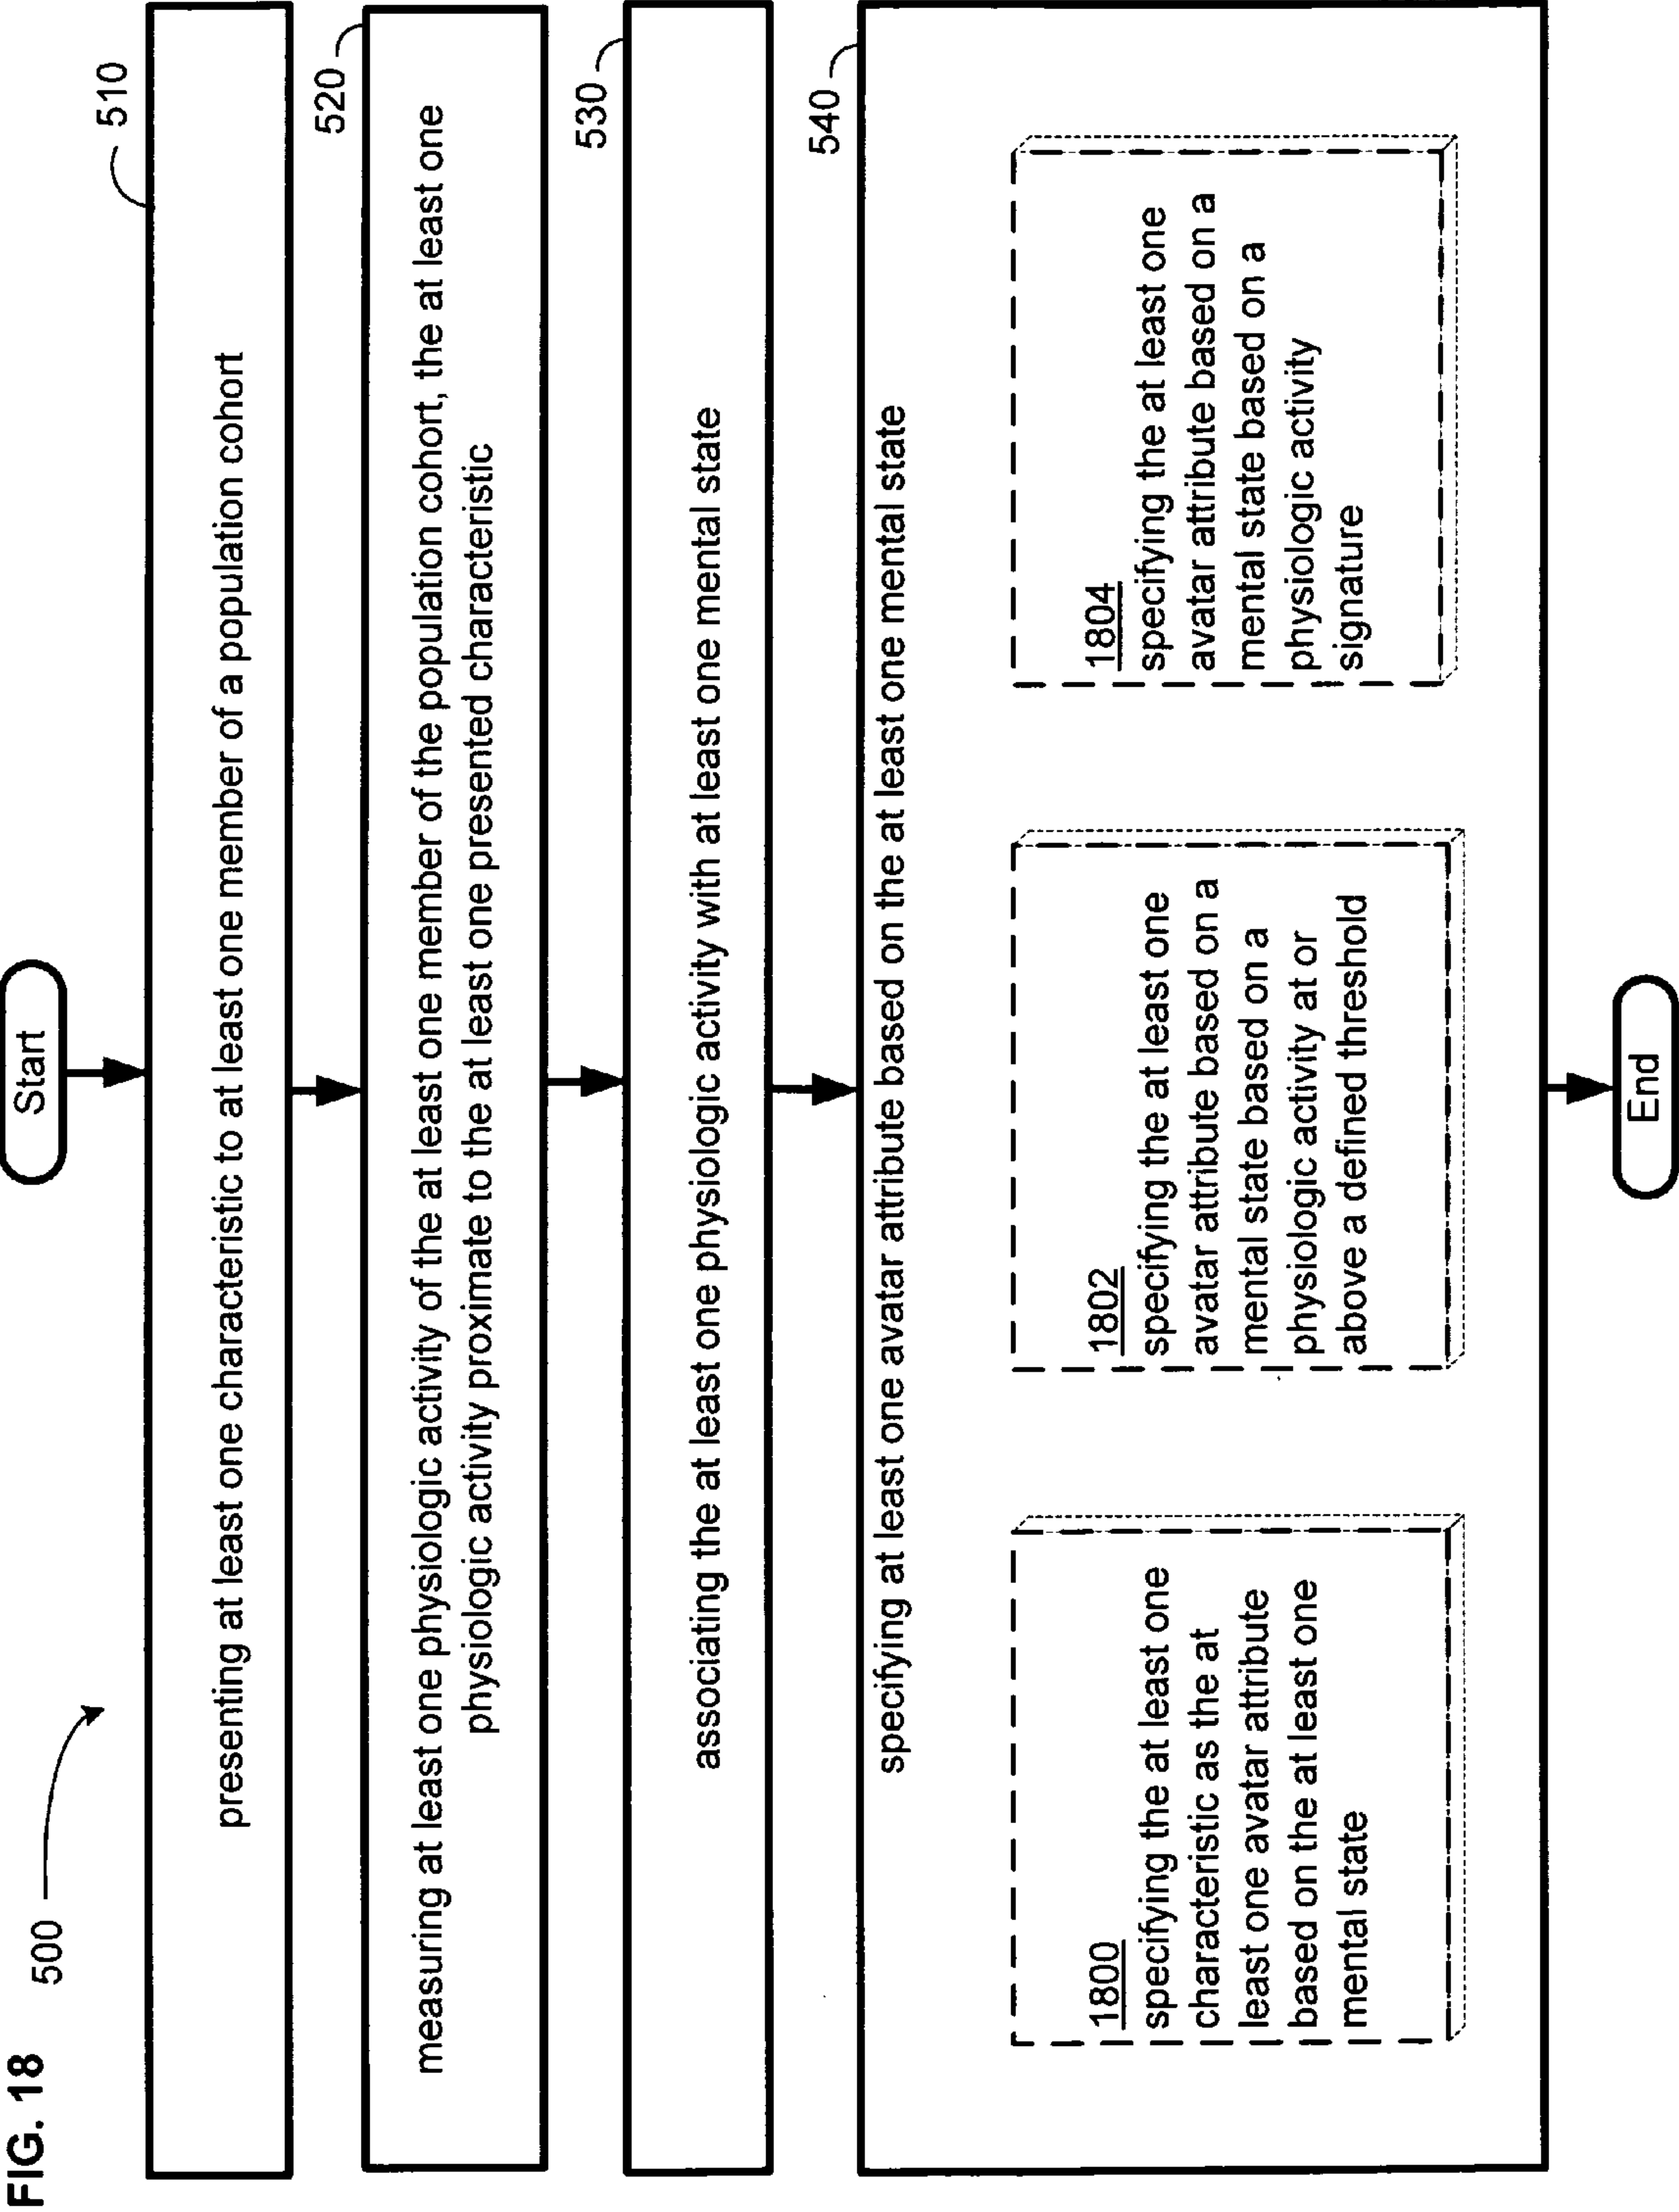 FIG. 18
500
Start
510
presenting at least one characteristic to at least one member of a population cohort
520
measuring at least one physiologic activity of the at least one member of the population cohort, the at least one
physiologic activity proximate to the at least one presented characteristic
530
associating the at least one physiologic activity with at least one mental state
540
specifying at least one avatar attribute based on the at least one mental state
1800
specifying the at least one
characteristic as the at
least one avatar attribute
based on the at least one
mental state
1802
specifying the at least one
avatar attribute based on a
mental state based on a
physiologic activity at or
above a defined threshold
1804
specifying the at least one
avatar attribute based on a
mental state based on a
physiologic activity
signature
End